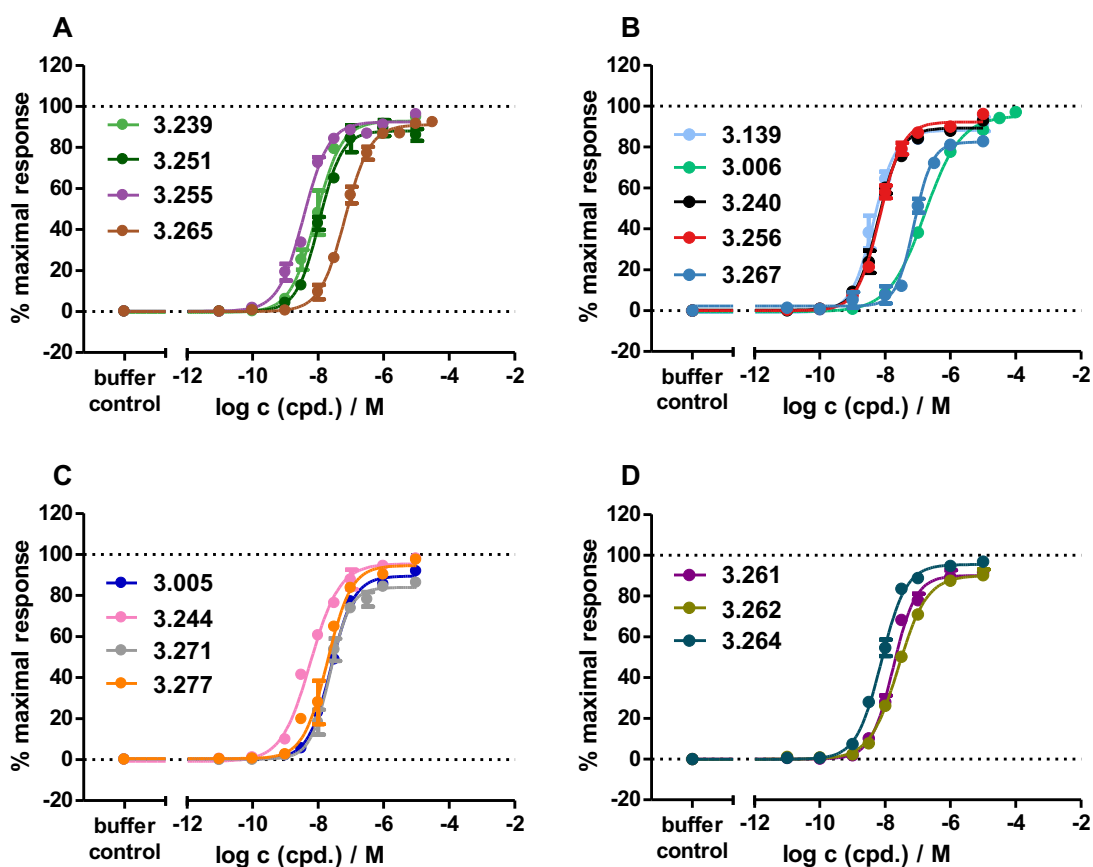 A
% maximal response
120
100
80
60
40
20
0
-20
3.239
3.251
3.255
3.265
buffer
control
-12 -10 -8 -6 -4 -2
log c (cpd.) / M
B
% maximal response
120
100
80
60
40
20
0
-20
3.139
3.006
3.240
3.256
3.267
buffer
control
-12 -10 -8 -6 -4 -2
log c (cpd.) / M
C
% maximal response
120
100
80
60
40
20
0
-20
3.005
3.244
3.271
3.277
buffer
control
-12 -10 -8 -6 -4 -2
log c (cpd.) / M
D
% maximal response
120
100
80
60
40
20
0
-20
3.261
3.262
3.264
buffer
control
-12 -10 -8 -6 -4 -2
log c (cpd.) / M